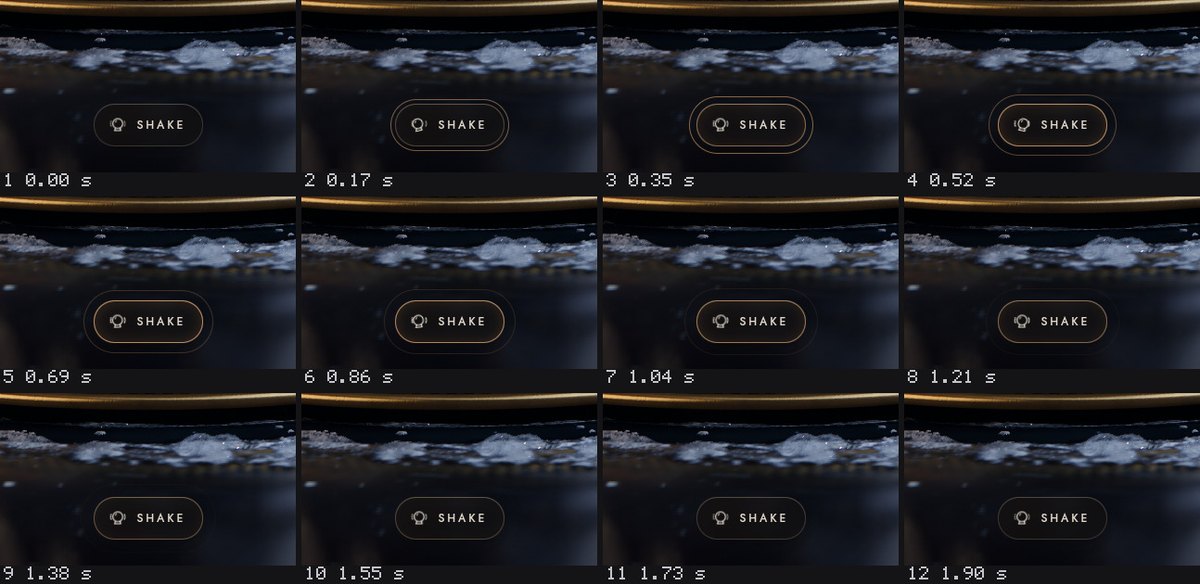 SHAKE
SHAKE
SHAKE
SHAKE
1 0.00 s
2 0.17 s
3 0.35 s
4 0.52 s
SHAKE
SHAKE
SHAKE
SHAKE
5 0.69 s
6 0.86 s
7 1.04 s
8 1.21 s
SHAKE
SHAKE
SHAKE
SHAKE
9 1.38 s
10 1.55 s
11 1.73 s
12 1.90 s